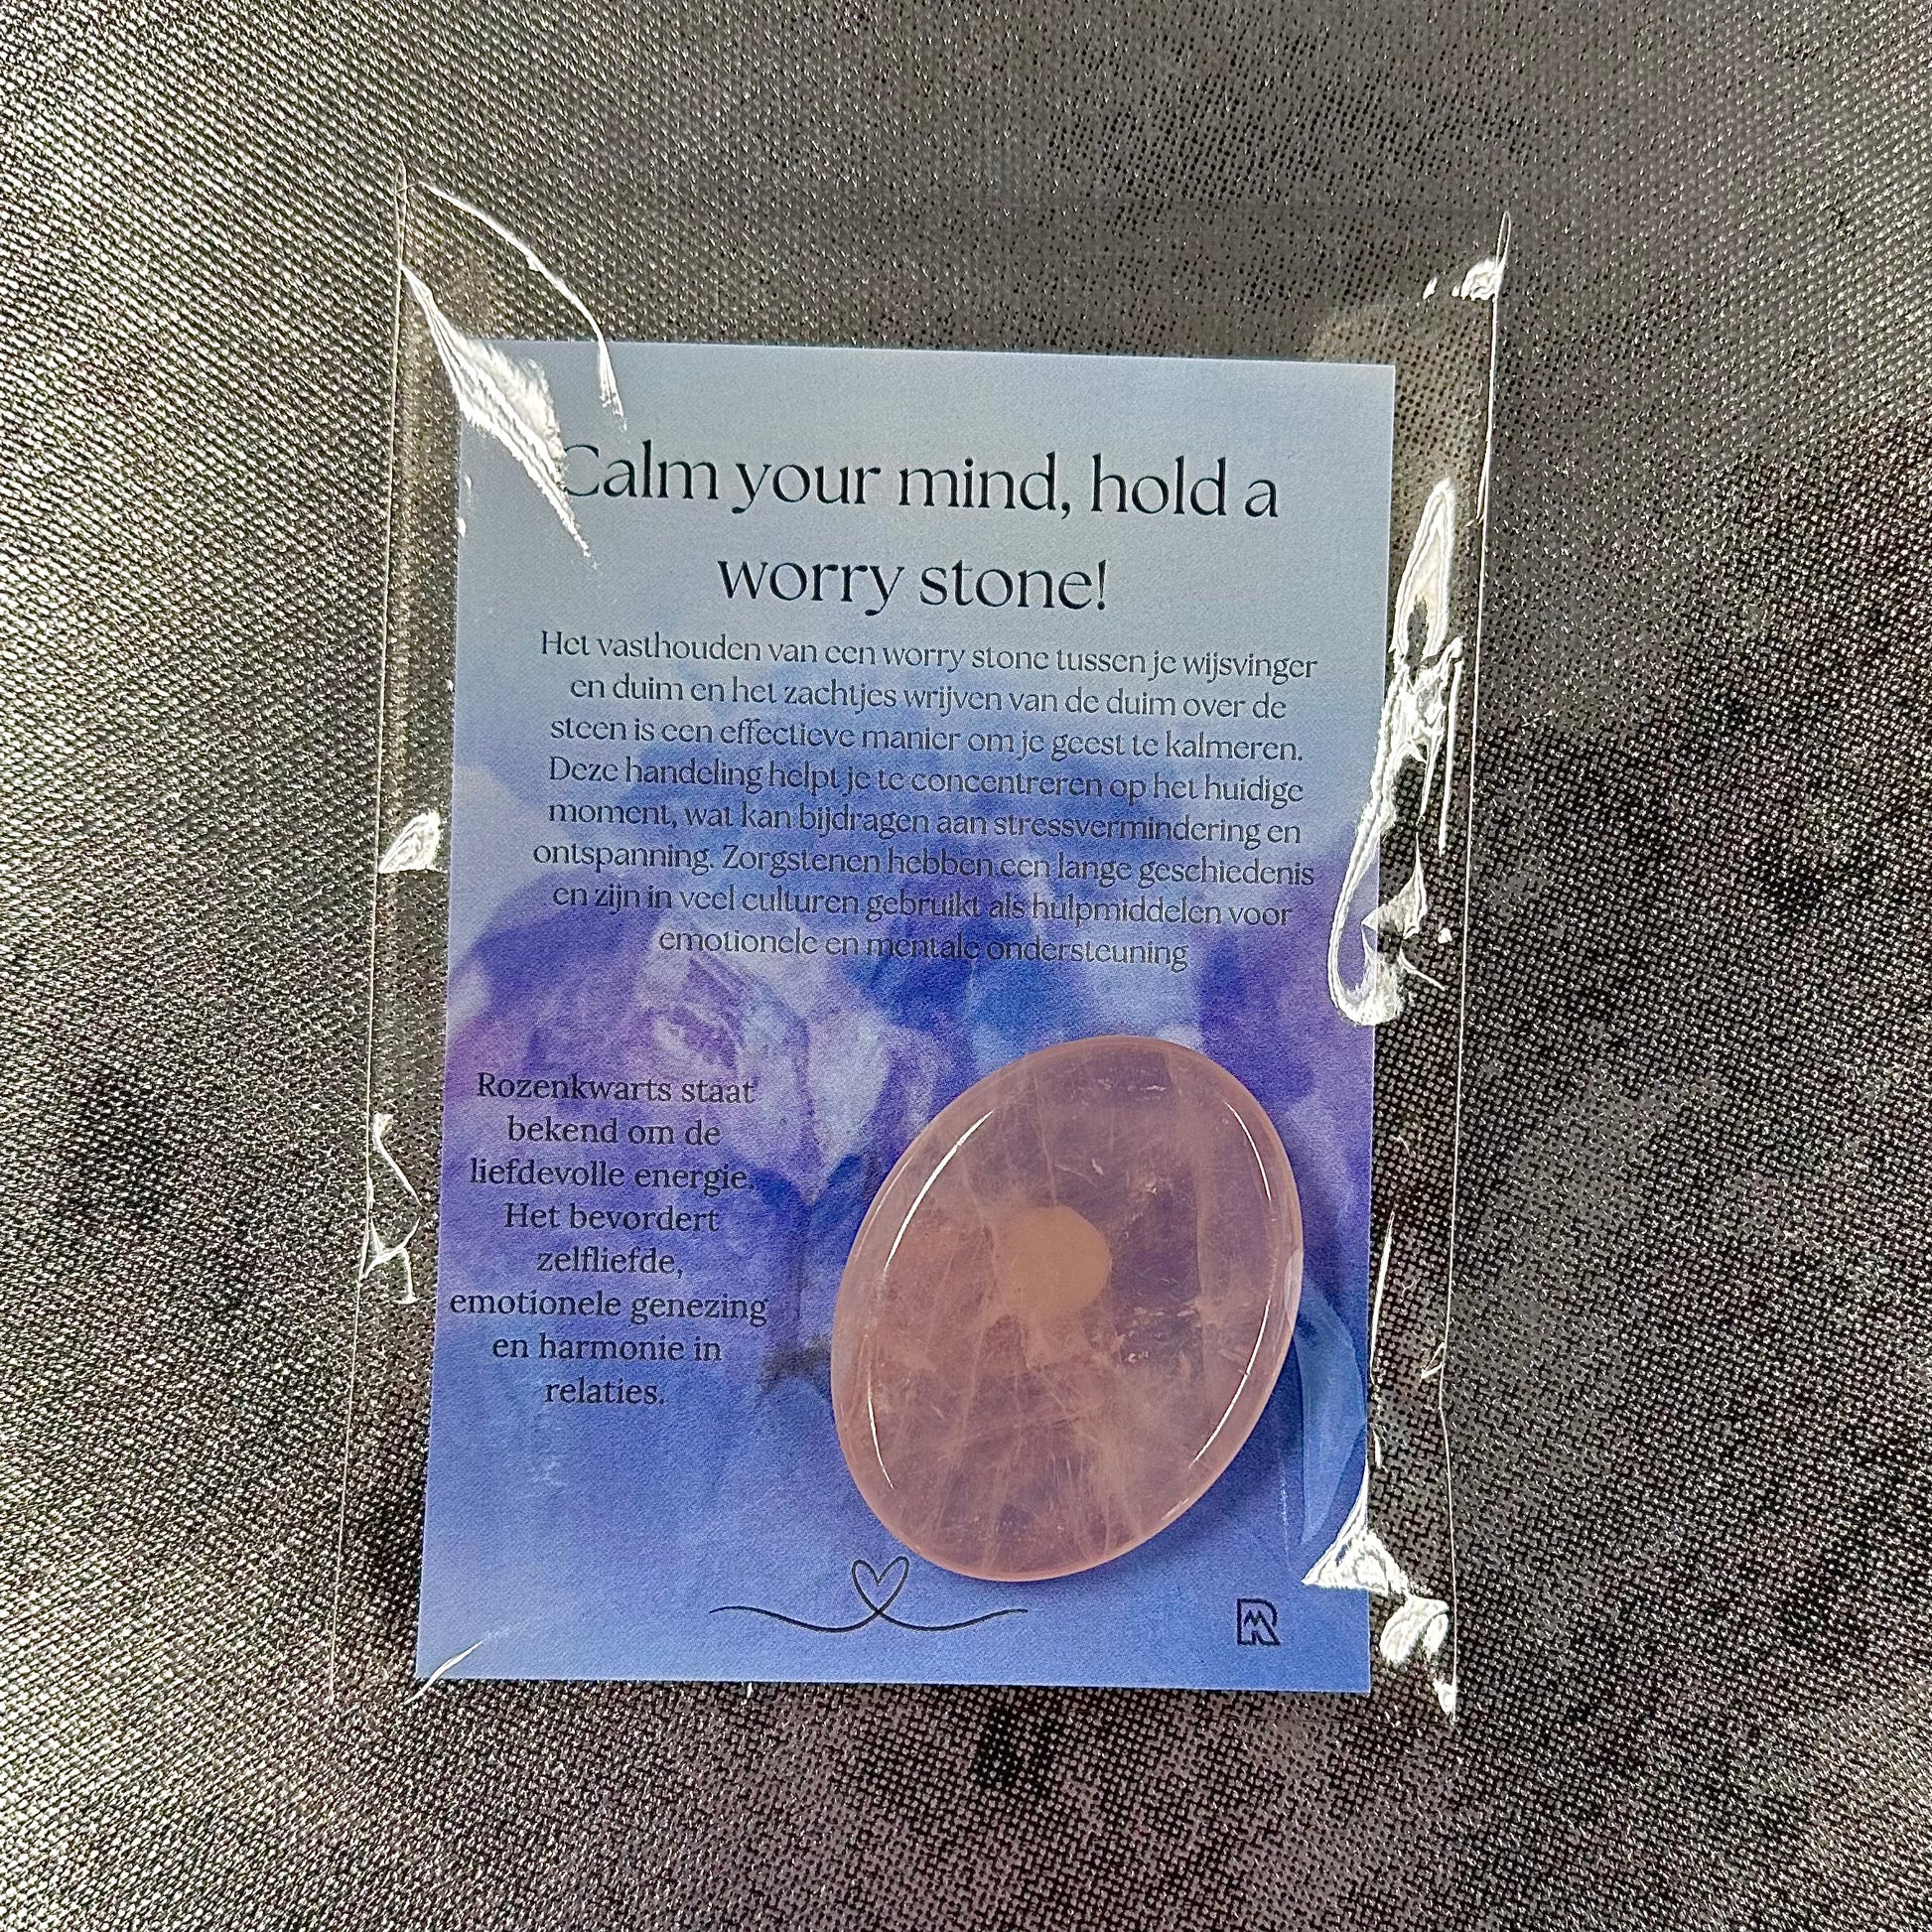 Calm your mind, hold a
worry stone!
Het vasthouden van een worry stone tussen je wijsvinger
en duim en het zachtjes wrijven van de duim over de
steen is een effectieve manier om je geest te kalmeren.
Deze handeling helpt je te concentreren op het huidige
moment, wat kan bijdragen aan stressvermindering en
ontspanning. Zorgstenen hebben een lange geschiedenis
en zijn in veel culturen gebruikt als hulpmiddelen voor
emotionele en mentale ondersteuning
Rozenkwarts staat
bekend om de
liefdevolle energie.
Het bevordert
zelfliefde,
emotionele genezing
en harmonie in
relaties.